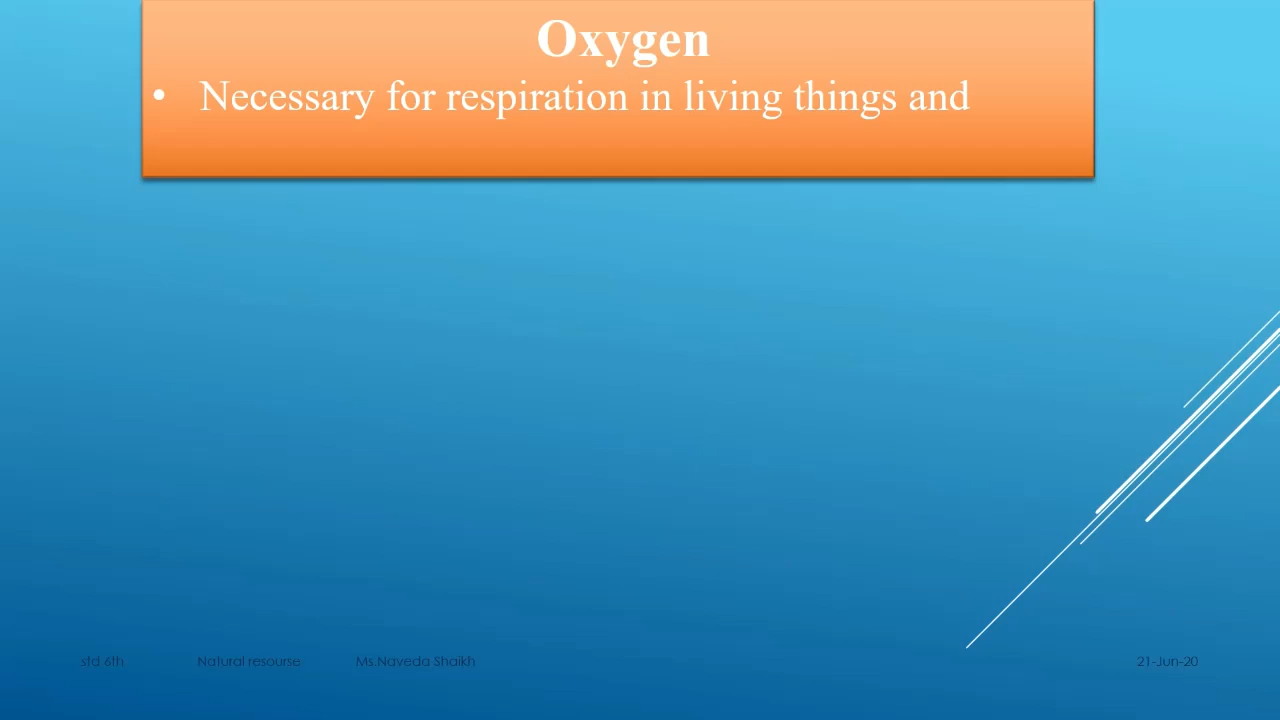 Oxygen
• Necessary for respiration in living things and
std 6th Natural resourse Ms.Naveda Shaikh 21-Jun-20